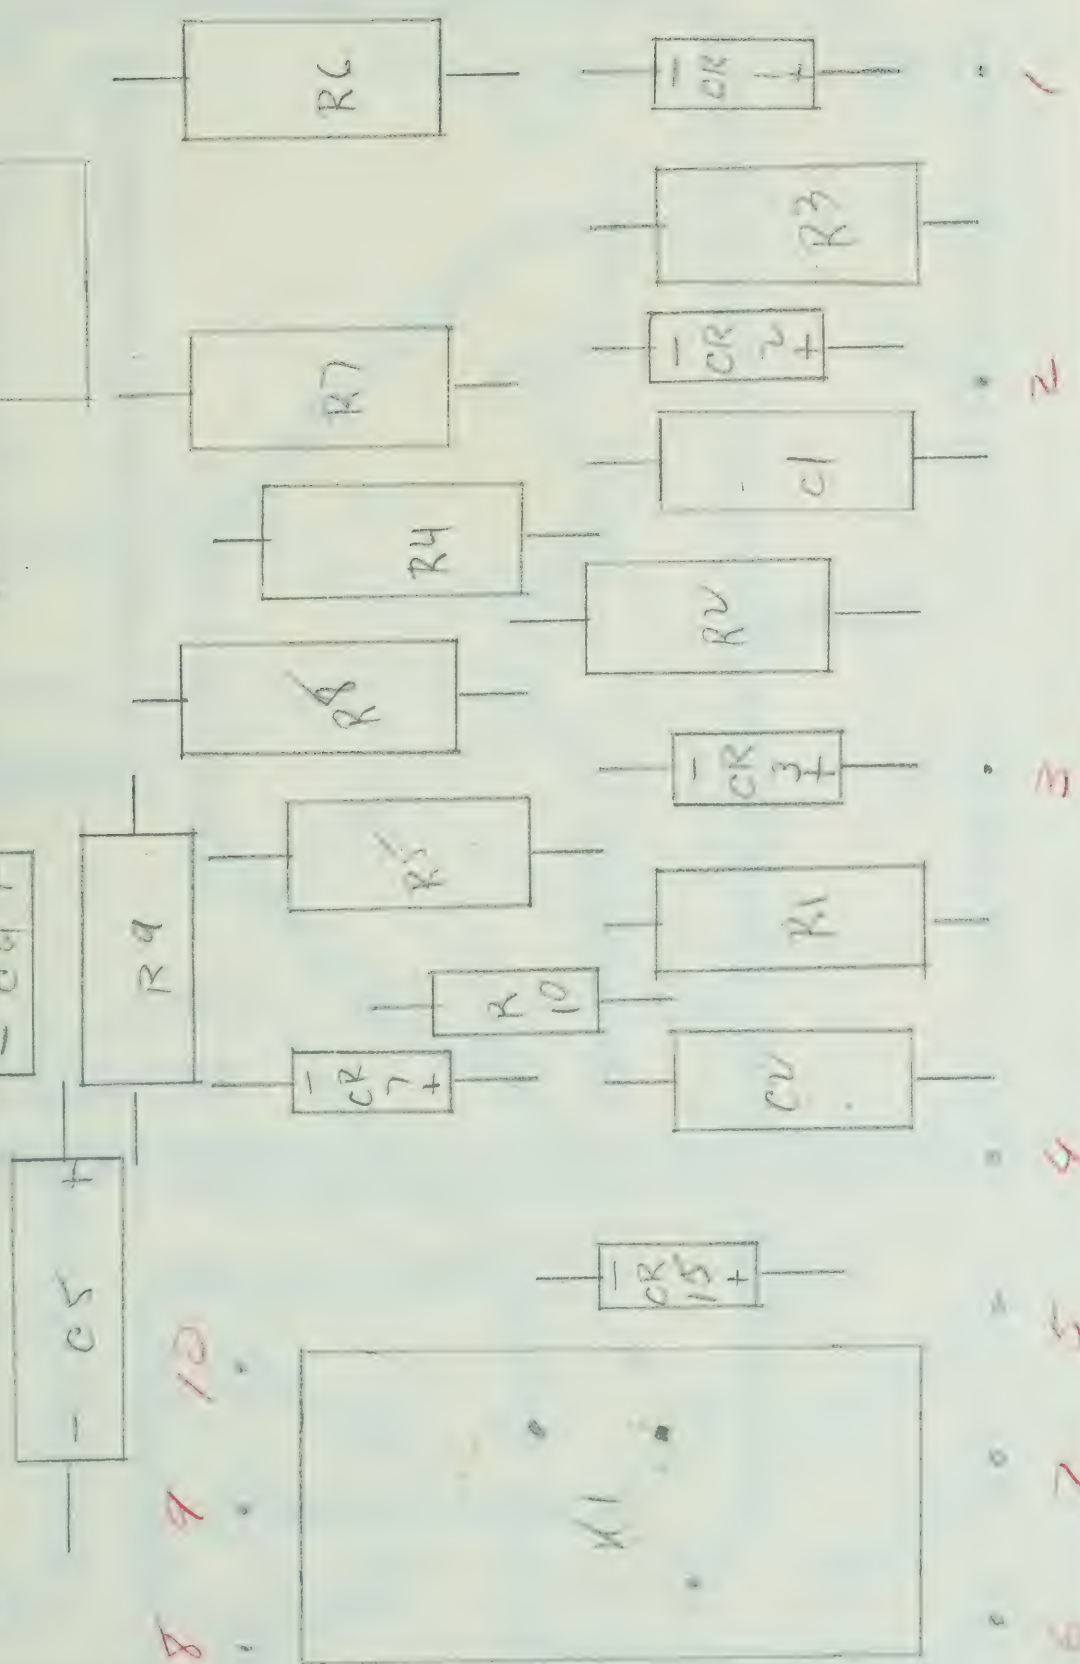 R6
- CR 1 +
1
R3
R7
- CR 2 +
2
C1
R4
R2
R8
- CR 3 +
3
R5
R9
R1
R 10
- CR 7 +
C2
4
- C5 +
- CR 15 +
5
10
K1
9
7
8